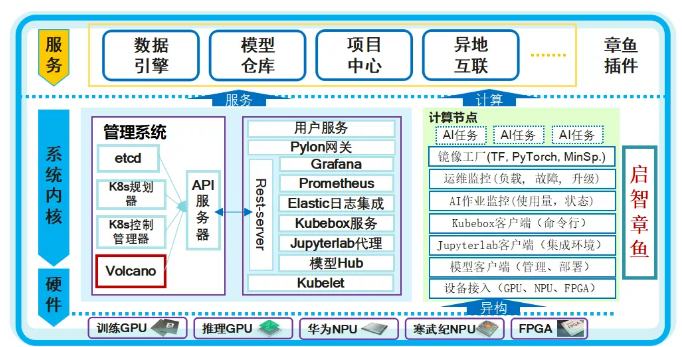 服务
数据引擎
模型仓库
项目中心
异地互联
........
章鱼插件
服务
计算
系统内核
管理系统
etcd
K8s规划器
K8s控制管理器
Volcano
API服务器
用户服务
Pylon网关
Rest-server
Grafana
Prometheus
Elastic日志集成
Kubebox服务
Jupyterlab代理
模型Hub
Kubelet
计算节点
AI任务
AI任务
AI任务
镜像工厂(TF, PyTorch, MinSp.)
运维监控(负载, 故障, 升级)
AI作业监控(使用量, 状态)
Kubebox客户端（命令行）
Jupyterlab客户端（集成环境）
模型客户端（管理、部署）
设备接入（GPU、NPU、FPGA）
启智章鱼
硬件
异构
训练GPU
推理GPU
华为NPU
寒武纪NPU
FPGA